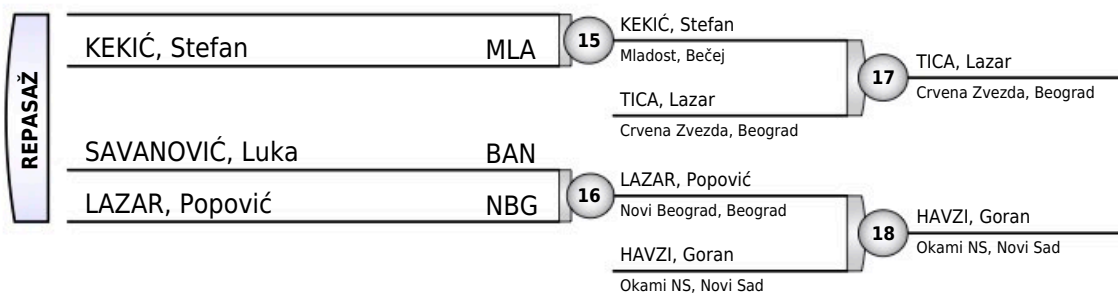 REPASAŽ
KEKIĆ, Stefan MLA
SAVANOVIĆ, Luka BAN
LAZAR, Popović NBG
15
KEKIĆ, Stefan
Mladost, Bečej
TICA, Lazar
Crvena Zvezda, Beograd
16
LAZAR, Popović
Novi Beograd, Beograd
HAVZI, Goran
Okami NS, Novi Sad
17
TICA, Lazar
Crvena Zvezda, Beograd
18
HAVZI, Goran
Okami NS, Novi Sad